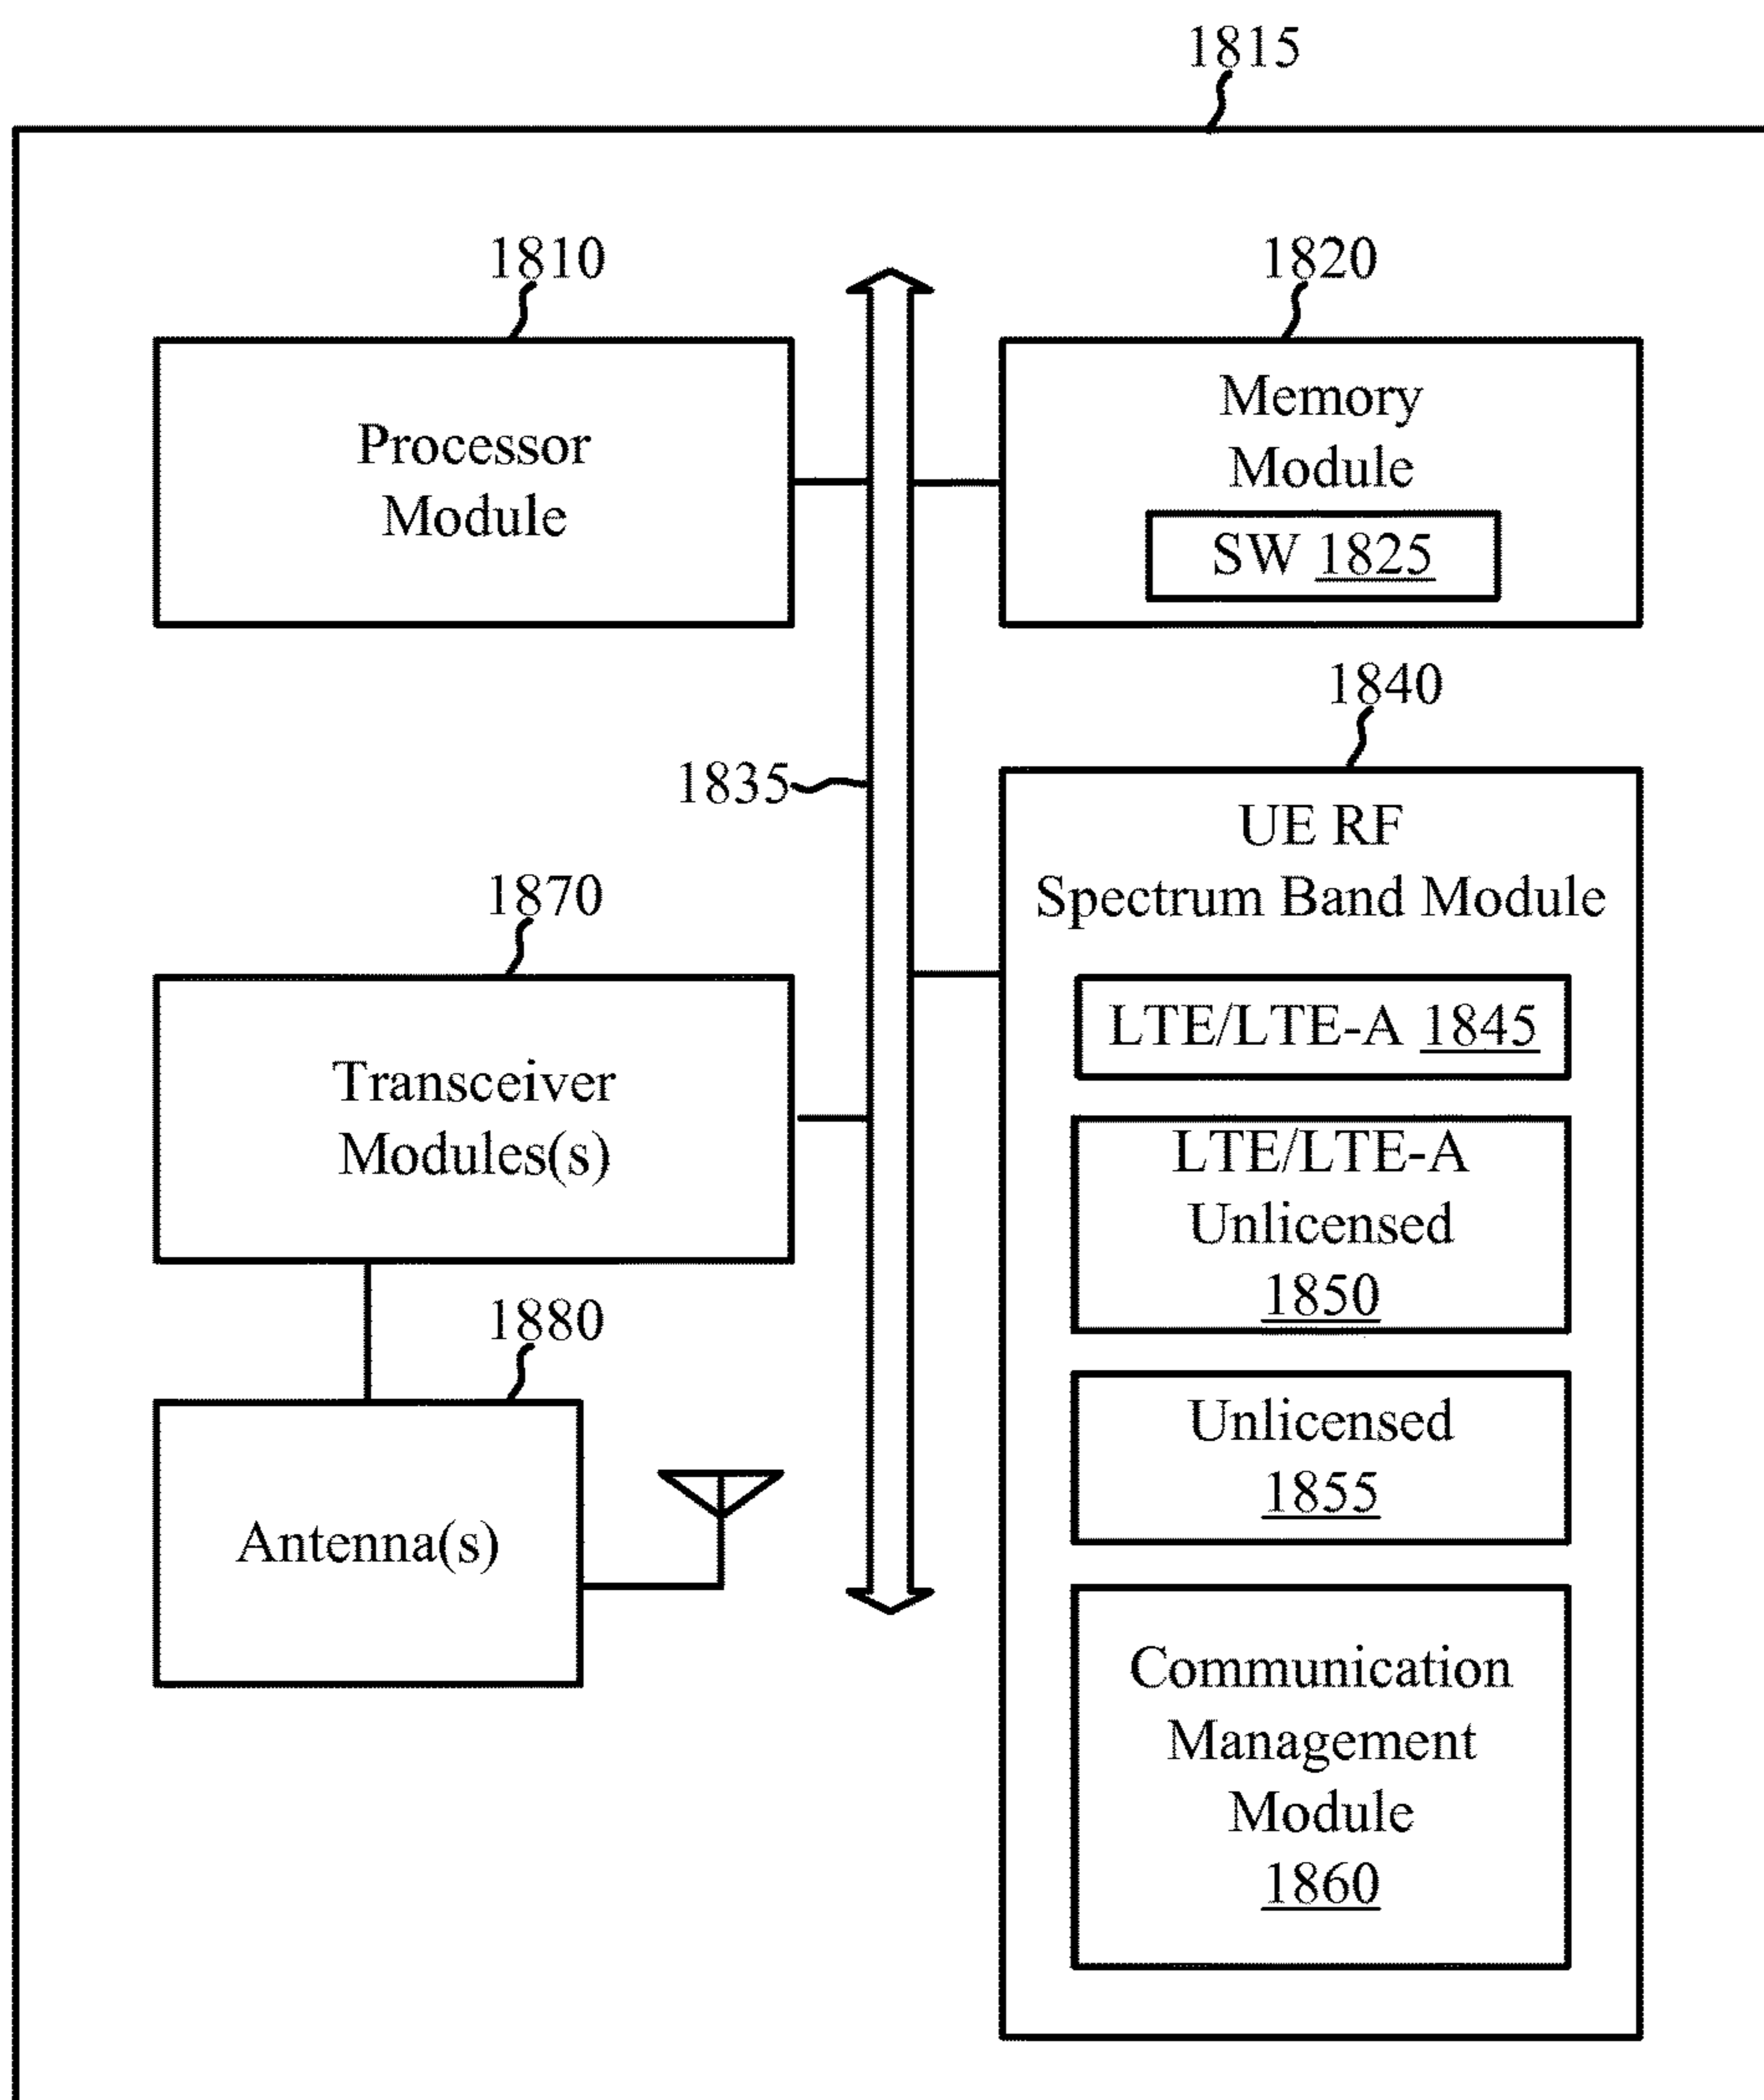 1815
1810
Processor
Module
1820
Memory
Module
SW 1825
1835
1840
UE RF
Spectrum Band Module
LTE/LTE-A 1845
LTE/LTE-A
Unlicensed
1850
Unlicensed
1855
Communication
Management
Module
1860
1870
Transceiver
Modules(s)
1880
Antenna(s)